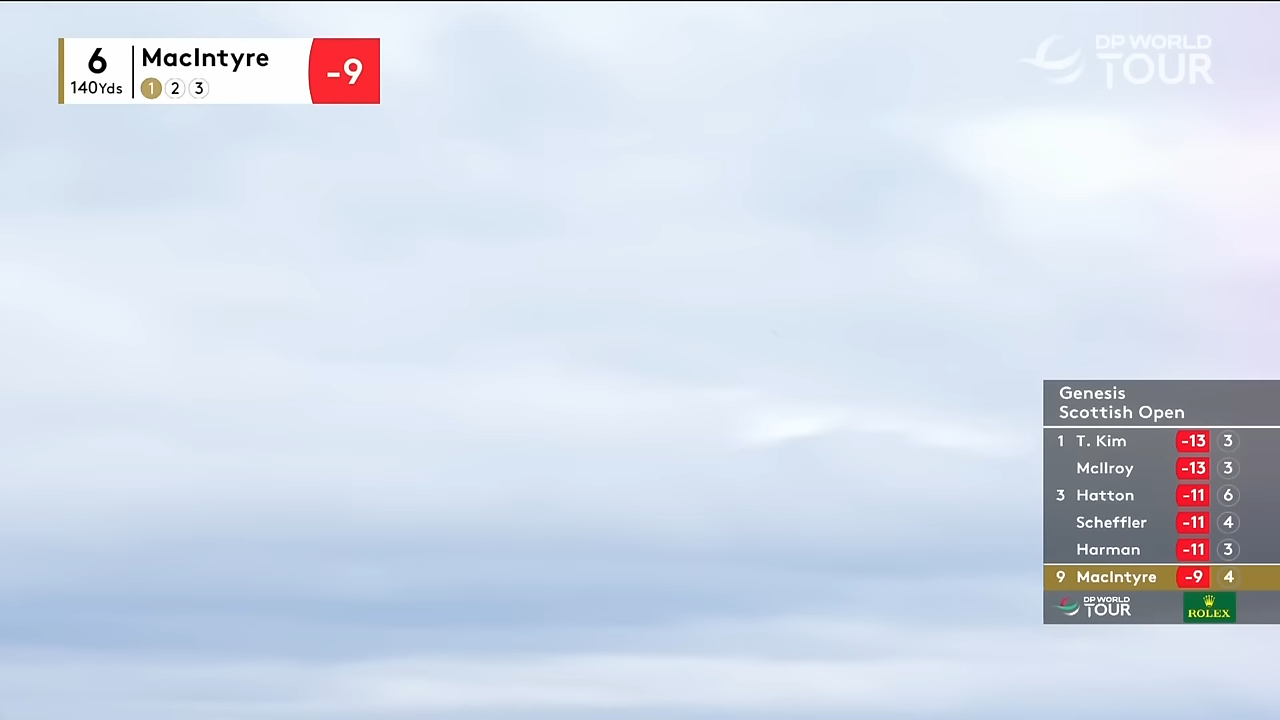 6 MacIntyre -9
140Yds 1 2 3
DP WORLD
TOUR
Genesis
Scottish Open
1 T. Kim -13 3
McIlroy -13 3
3 Hatton -11 6
Scheffler -11 4
Harman -11 3
9 MacIntyre -9 4
DP WORLD
TOUR
ROLEX